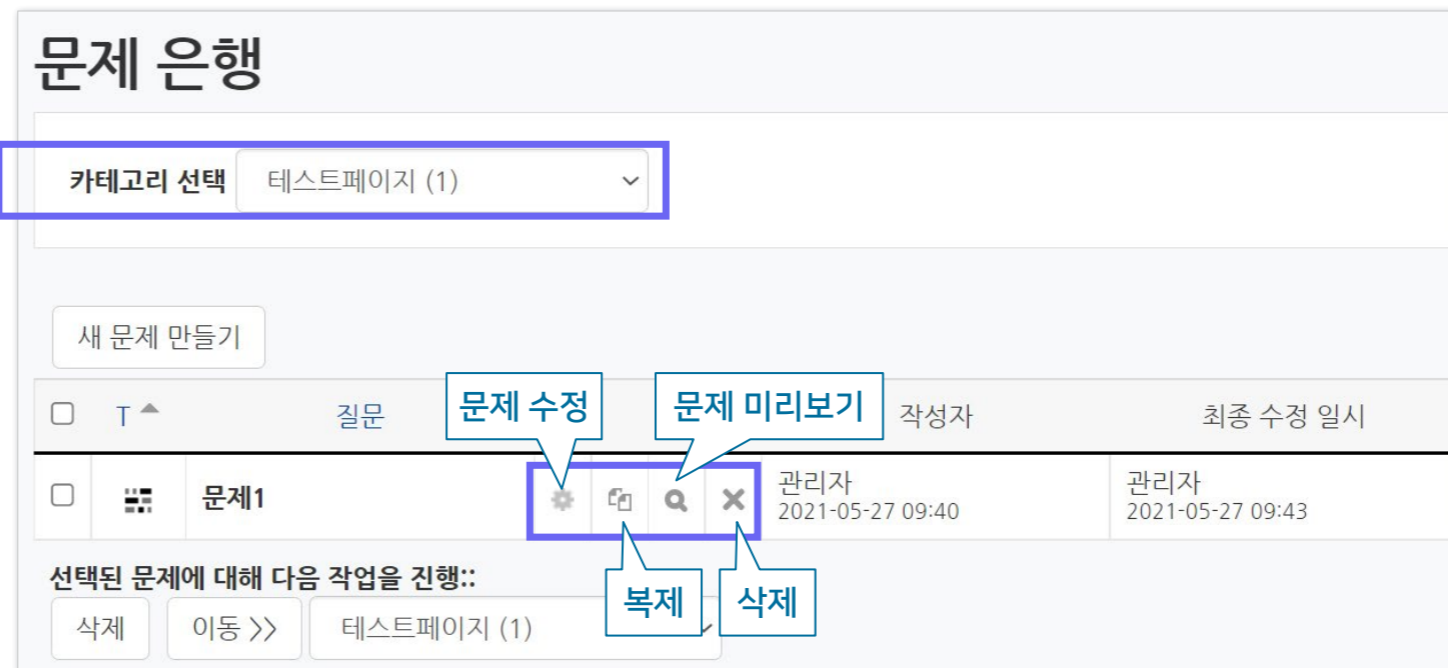 문제 은행
카테고리 선택 테스트페이지 (1)
새 문제 만들기
T 질문 문제 수정 문제 미리보기 작성자 최종 수정 일시
문제1 관리자 관리자
2021-05-27 09:40 2021-05-27 09:43
선택된 문제에 대해 다음 작업을 진행::
삭제 이동 >> 테스트페이지 (1) 복제 삭제